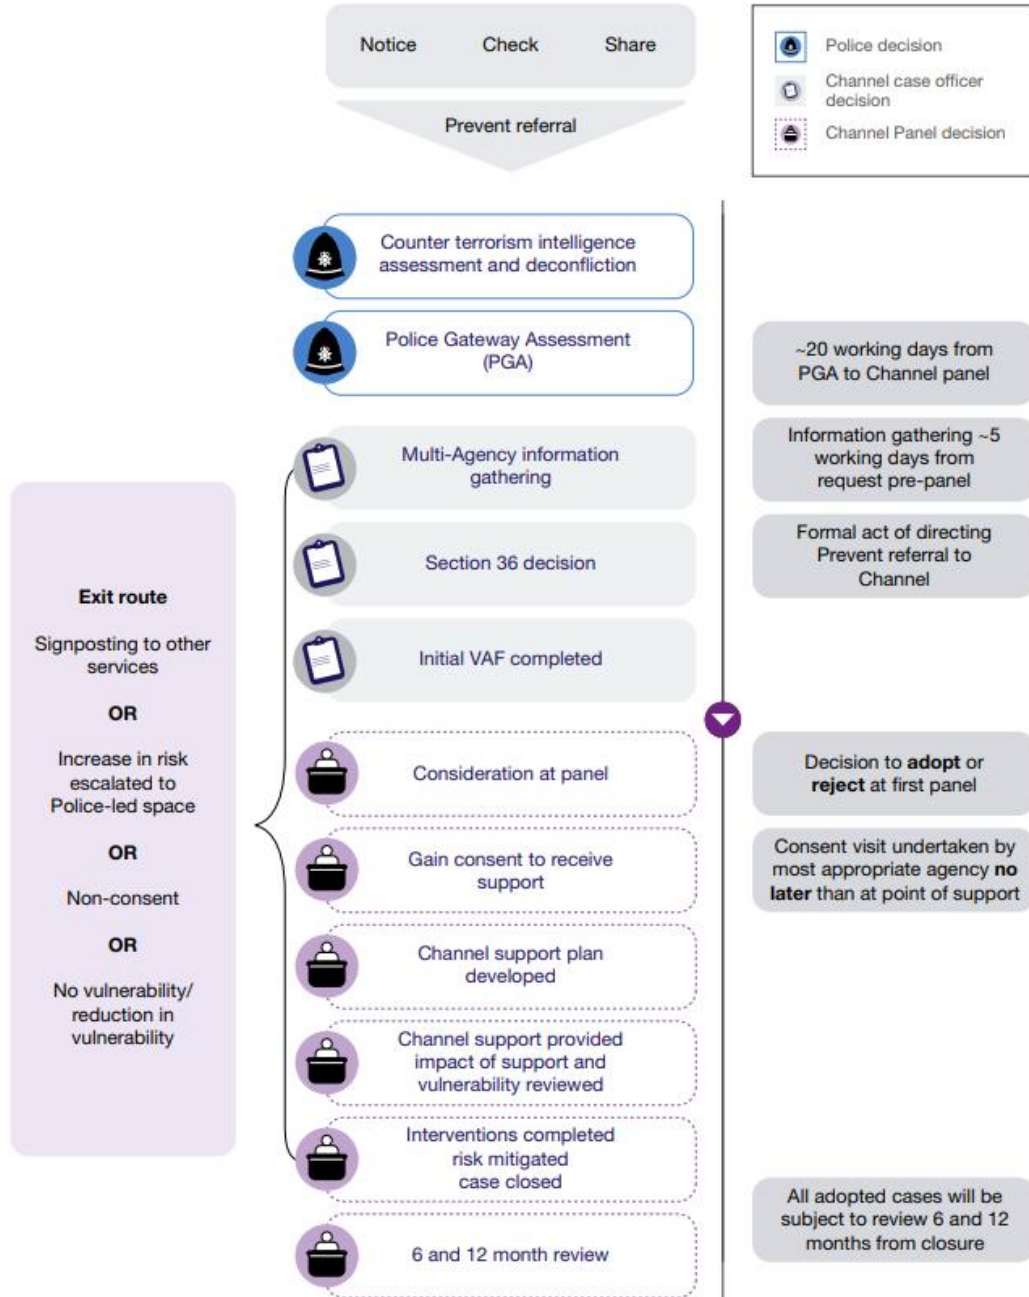 Notice
Check
Share
Prevent referral
Police decision
Channel case officer
decision
Channel Panel decision
Counter terrorism intelligence
assessment and deconfliction
Police Gateway Assessment
(PGA)
~20 working days from
PGA to Channel panel
Multi-Agency information
gathering
Information gathering ~5
working days from
request pre-panel
Section 36 decision
Formal act of directing
Prevent referral to
Channel
Initial VAF completed
Exit route
Signposting to other
services
OR
Increase in risk
escalated to
Police-led space
OR
Non-consent
OR
No vulnerability/
reduction in
vulnerability
Consideration at panel
Decision to adopt or
reject at first panel
Gain consent to receive
support
Consent visit undertaken by
most appropriate agency no
later than at point of support
Channel support plan
developed
Channel support provided
impact of support and
vulnerability reviewed
Interventions completed
risk mitigated
case closed
6 and 12 month review
All adopted cases will be
subject to review 6 and 12
months from closure